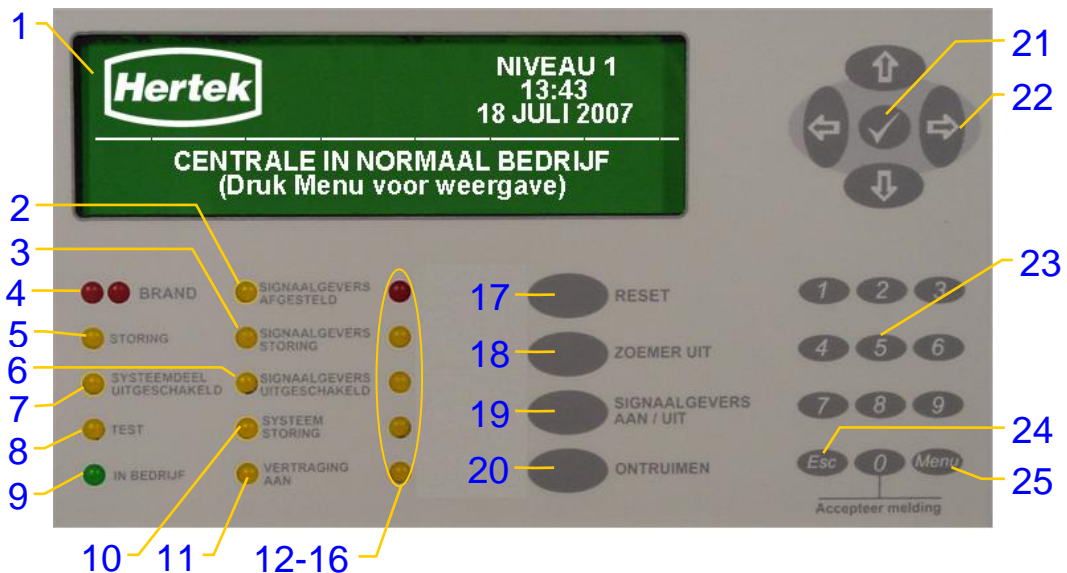 1
Hertek
NIVEAU 1
13:43
18 JULI 2007
CENTRALE IN NORMAAL BEDRIJF
(Druk Menu voor weergave)
21
22
2
3
4
BRAND
SIGNAALGEVERS
AFGESTELD
5
STORING
SIGNAALGEVERS
STORING
6
7
SYSTEEMDEEL
UITGESCHAKELD
SIGNAALGEVERS
UITGESCHAKELD
8
TEST
SYSTEEM
STORING
9
IN BEDRIJF
VERTRAGING
AAN
10
11
12-16
17
RESET
18
ZOEMER UIT
19
SIGNAALGEVERS
AAN / UIT
20
ONTRUIMEN
23
1 2 3
4 5 6
7 8 9
24
Esc 0 Menu
25
Accepteer melding